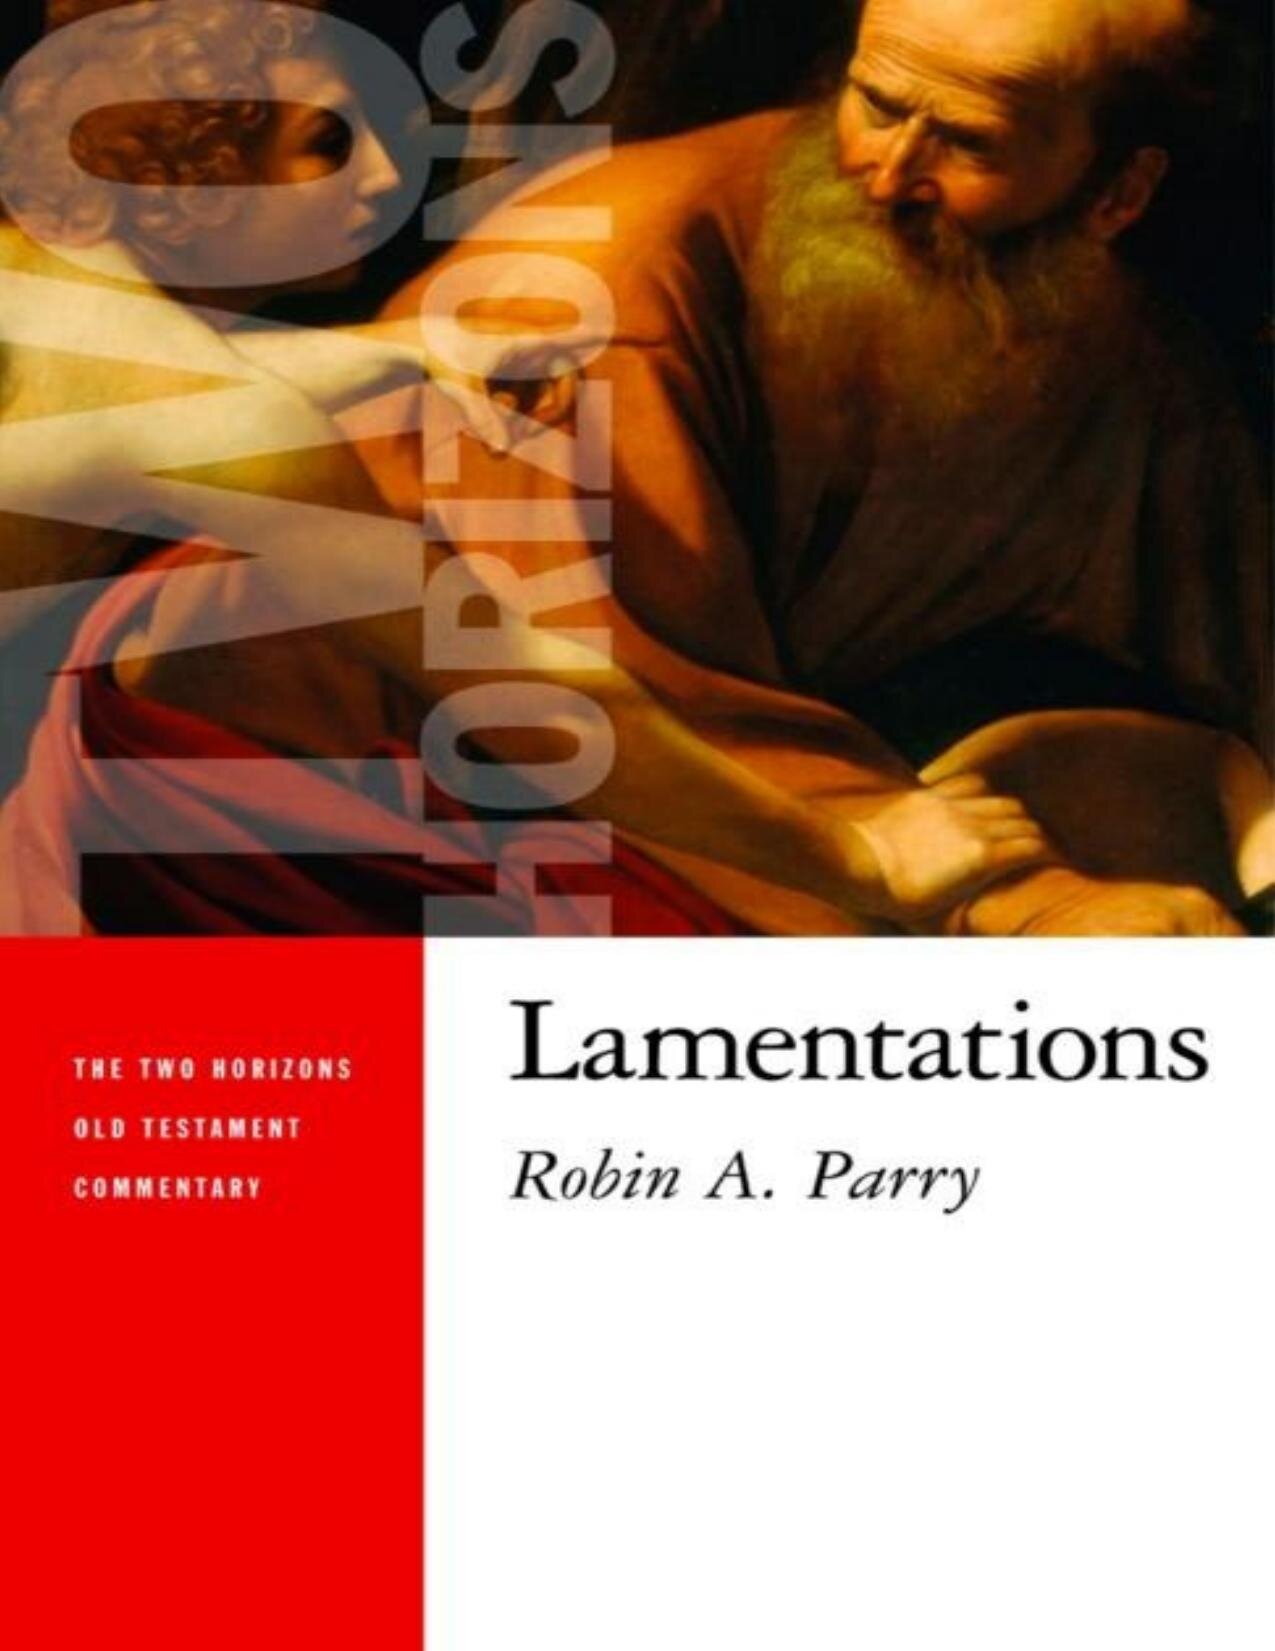 TWO
HORIZONS
THE TWO HORIZONS
OLD TESTAMENT
COMMENTARY
Lamentations
Robin A. Parry